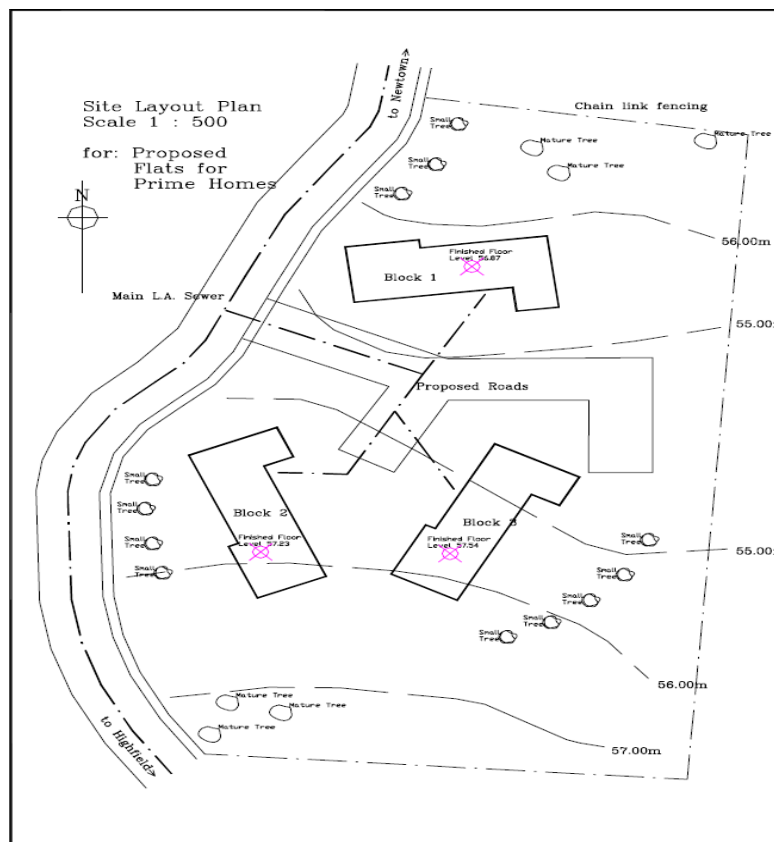 to Newtown
Site Layout Plan
Scale 1 : 500
for: Proposed
Flats for
Prime Homes
N
Chain link fencing
Small
Tree
Mature Tree
Mature Tree
Small
Tree
Mature Tree
Small
Tree
56.00m
Finished Floor
Level 56.87
Block 1
Main L.A. Sewer
55.00m
Proposed Roads
Small
Tree
Small
Tree
Block 2
Block 3
Finished Floor
Level 57.23
Finished Floor
Level 57.54
Small
Tree
Small
Tree
55.00m
Small
Tree
Small
Tree
Small
Tree
Small
Tree
Small
Tree
56.00m
Mature Tree
Mature Tree
Mature Tree
to Highfield
57.00m